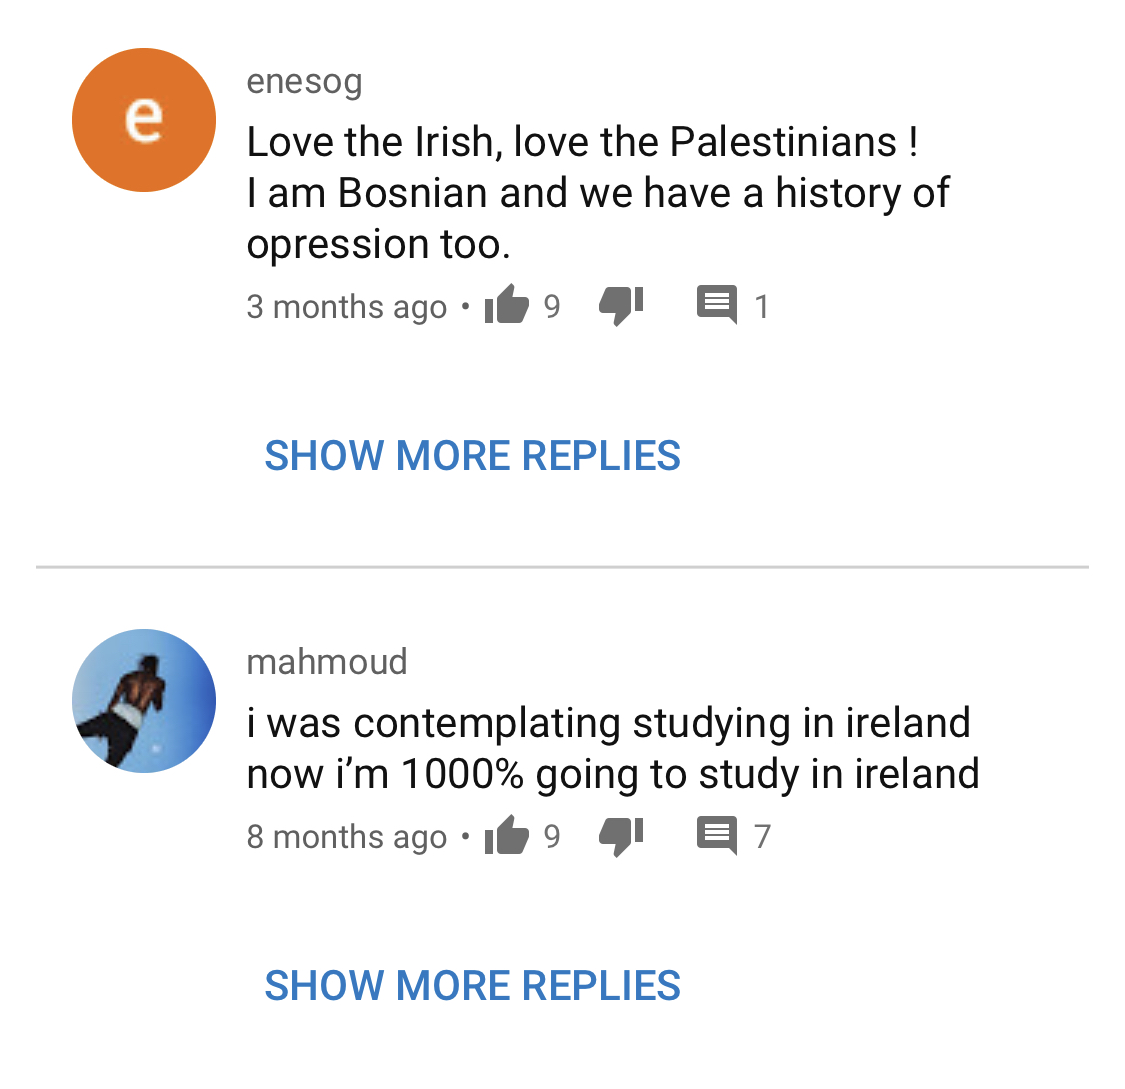 e
enesog
Love the Irish, love the Palestinians !
I am Bosnian and we have a history of
opression too.
3 months ago • 9 1
SHOW MORE REPLIES
mahmoud
i was contemplating studying in ireland
now i’m 1000% going to study in ireland
8 months ago • 9 7
SHOW MORE REPLIES